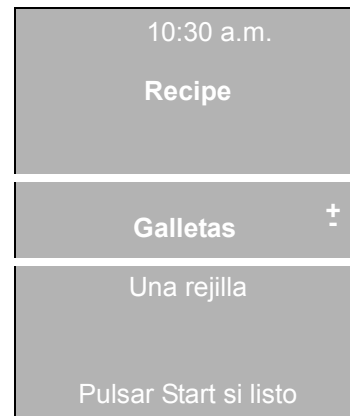 10:30 a.m.
Recipe
Galletas
+
-
Una rejilla
Pulsar Start si listo